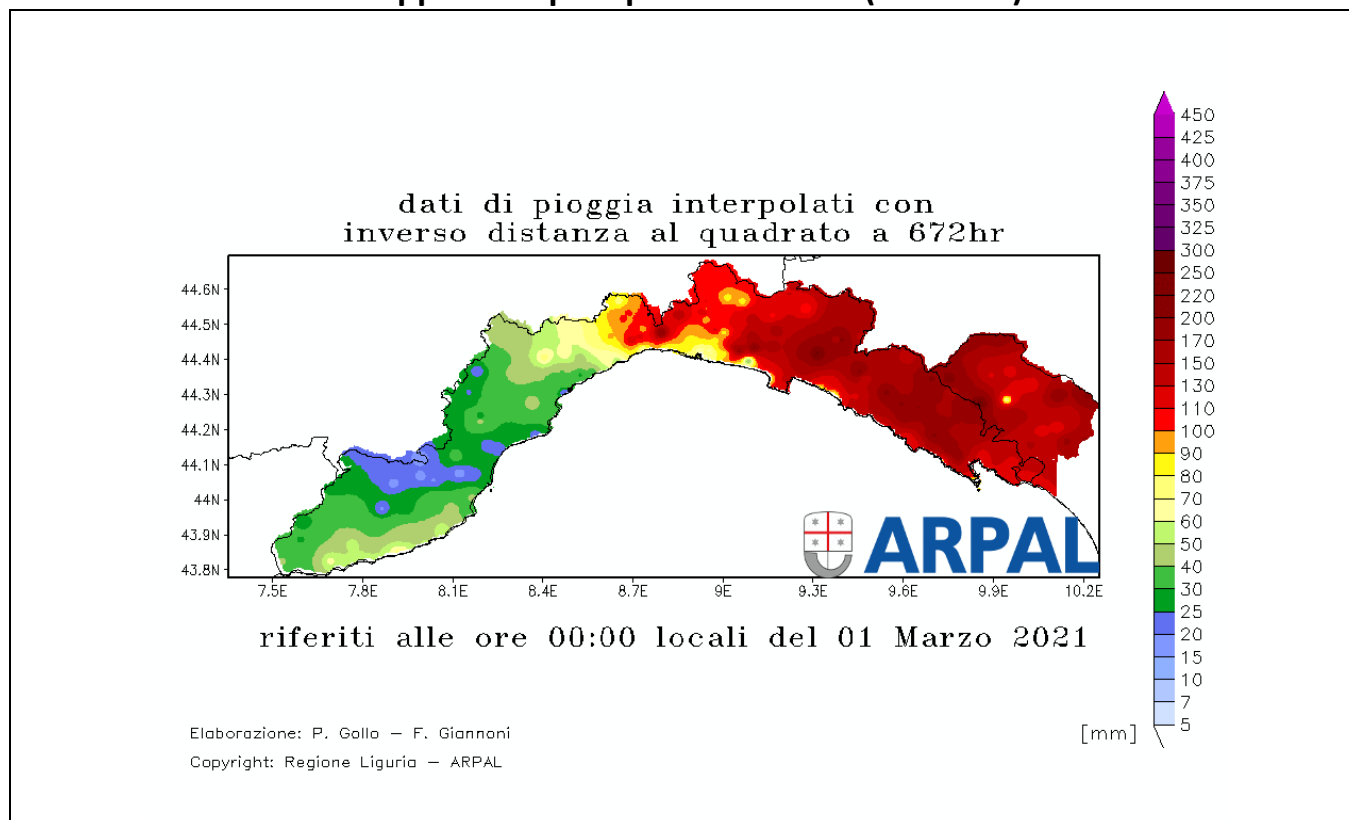 dati di pioggia interpolati con
inverso distanza al quadrato a 672hr
44.6N
44.5N
44.4N
44.3N
44.2N
44.1N
44N
43.9N
43.8N
7.5E 7.8E 8.1E 8.4E 8.7E 9E 9.3E 9.6E 9.9E 10.2E
ARPAL
riferiti alle ore 00:00 locali del 01 Marzo 2021
450
425
400
375
350
325
300
250
220
200
170
150
130
110
100
90
80
70
60
50
40
30
25
20
15
10
7
5
[mm]
Elaborazione: P. Gollo – F. Giannoni
Copyright: Regione Liguria – ARPAL